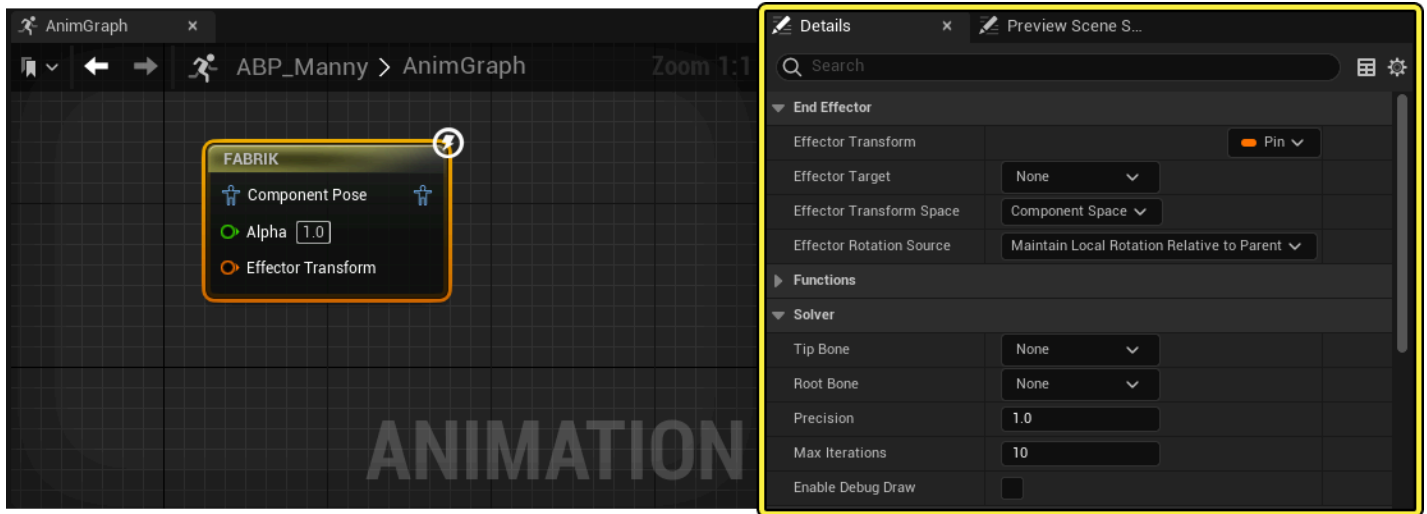 AnimGraph
ABP_Manny > AnimGraph
Zoom 1:1
FABRIK
Component Pose
Alpha 1.0
Effector Transform
ANIMATION
Details
Preview Scene S...
Search
End Effector
Effector Transform Pin
Effector Target None
Effector Transform Space Component Space
Effector Rotation Source Maintain Local Rotation Relative to Parent
Functions
Solver
Tip Bone None
Root Bone None
Precision 1.0
Max Iterations 10
Enable Debug Draw